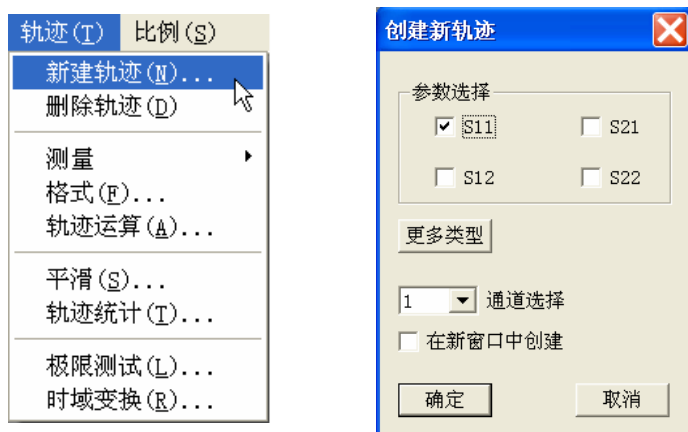 轨迹(T) 比例(S)
新建轨迹(N)...
删除轨迹(D)
测量
格式(F)...
轨迹运算(A)...
平滑(S)...
轨迹统计(T)...
极限测试(L)...
时域变换(R)...
创建新轨迹
参数选择
S11 S21
S12 S22
更多类型
1 通道选择
在新窗口中创建
确定 取消